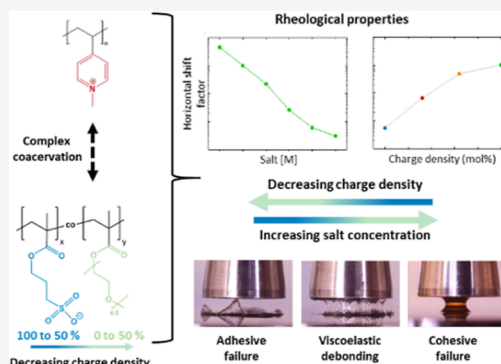 Rheological properties
n
N
Complex
coacervation
Horizontal shift
factor
Salt [M]
Charge density (mol%)
co
x
y
O
O
O
O
O
O
S
O
O
100 to 50 %
0 to 50 %
Decreasing charge density
Decreasing charge density
Increasing salt concentration
Adhesive
failure
Viscoelastic
debonding
Cohesive
failure